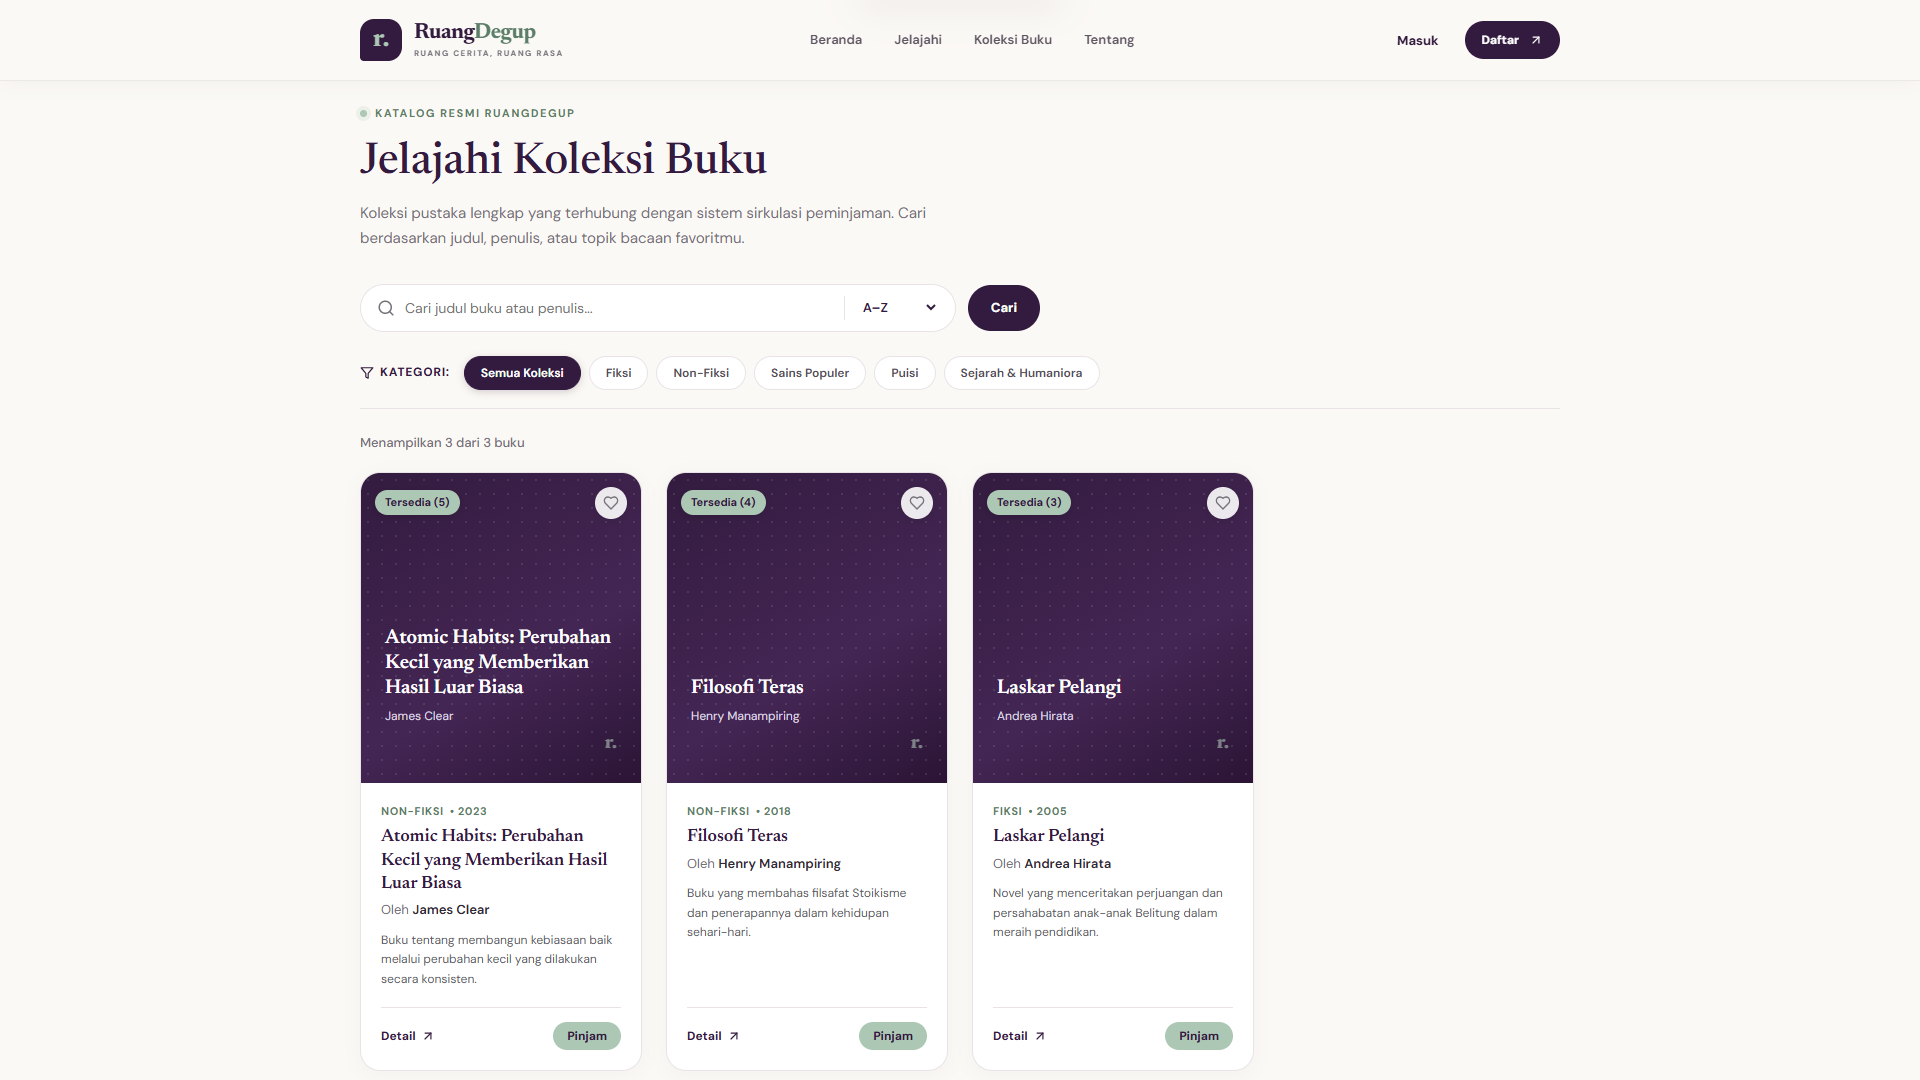 r.
RuangDegup
RUANG CERITA, RUANG RASA
Beranda
Jelajahi
Koleksi Buku
Tentang
Masuk
Daftar
KATALOG RESMI RUANGDEGUP
Jelajahi Koleksi Buku
Koleksi pustaka lengkap yang terhubung dengan sistem sirkulasi peminjaman. Cari
berdasarkan judul, penulis, atau topik bacaan favoritmu.
Cari judul buku atau penulis...
A–Z
Cari
KATEGORI:
Semua Koleksi
Fiksi
Non-Fiksi
Sains Populer
Puisi
Sejarah & Humaniora
Menampilkan 3 dari 3 buku
Tersedia (5)
Atomic Habits: Perubahan
Kecil yang Memberikan
Hasil Luar Biasa
James Clear
r.
NON-FIKSI • 2023
Atomic Habits: Perubahan
Kecil yang Memberikan Hasil
Luar Biasa
Oleh James Clear
Buku tentang membangun kebiasaan baik
melalui perubahan kecil yang dilakukan
secara konsisten.
Detail
Pinjam
Tersedia (4)
Filosofi Teras
Henry Manampiring
r.
NON-FIKSI • 2018
Filosofi Teras
Oleh Henry Manampiring
Buku yang membahas filsafat Stoikisme
dan penerapannya dalam kehidupan
sehari-hari.
Detail
Pinjam
Tersedia (3)
Laskar Pelangi
Andrea Hirata
r.
FIKSI • 2005
Laskar Pelangi
Oleh Andrea Hirata
Novel yang menceritakan perjuangan dan
persahabatan anak-anak Belitung dalam
meraih pendidikan.
Detail
Pinjam